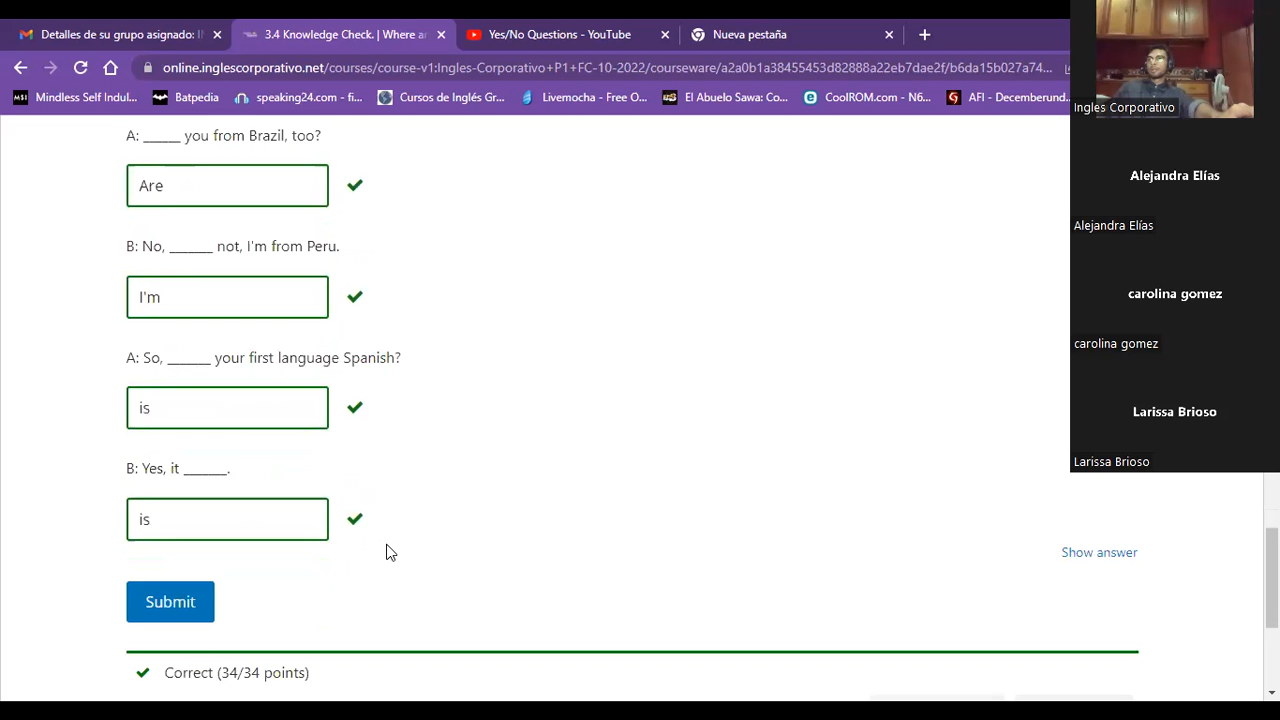 Detalles de su grupo asignado: I
3.4 Knowledge Check. | Where ar
Yes/No Questions - YouTube
Nueva pestaña
online.inglescorporativo.net/courses/course-v1:Ingles-Corporativo+P1+FC-10-2022/courseware/a2a0b1a38455453d82888a22eb7dae2f/b6da15b027a74...
Mindless Self Indul...
Batpedia
speaking24.com - fi...
Cursos de Inglés Gr...
Livemocha - Free O...
El Abuelo Sawa: Co...
CoolROM.com - N6...
AFI - Decemberund...
A: _____ you from Brazil, too?
Are
B: No, ______ not, I'm from Peru.
I'm
A: So, ______ your first language Spanish?
is
B: Yes, it ______.
is
Show answer
Submit
Correct (34/34 points)
Ingles Corporativo
Alejandra Elías
Alejandra Elías
carolina gomez
carolina gomez
Larissa Brioso
Larissa Brioso